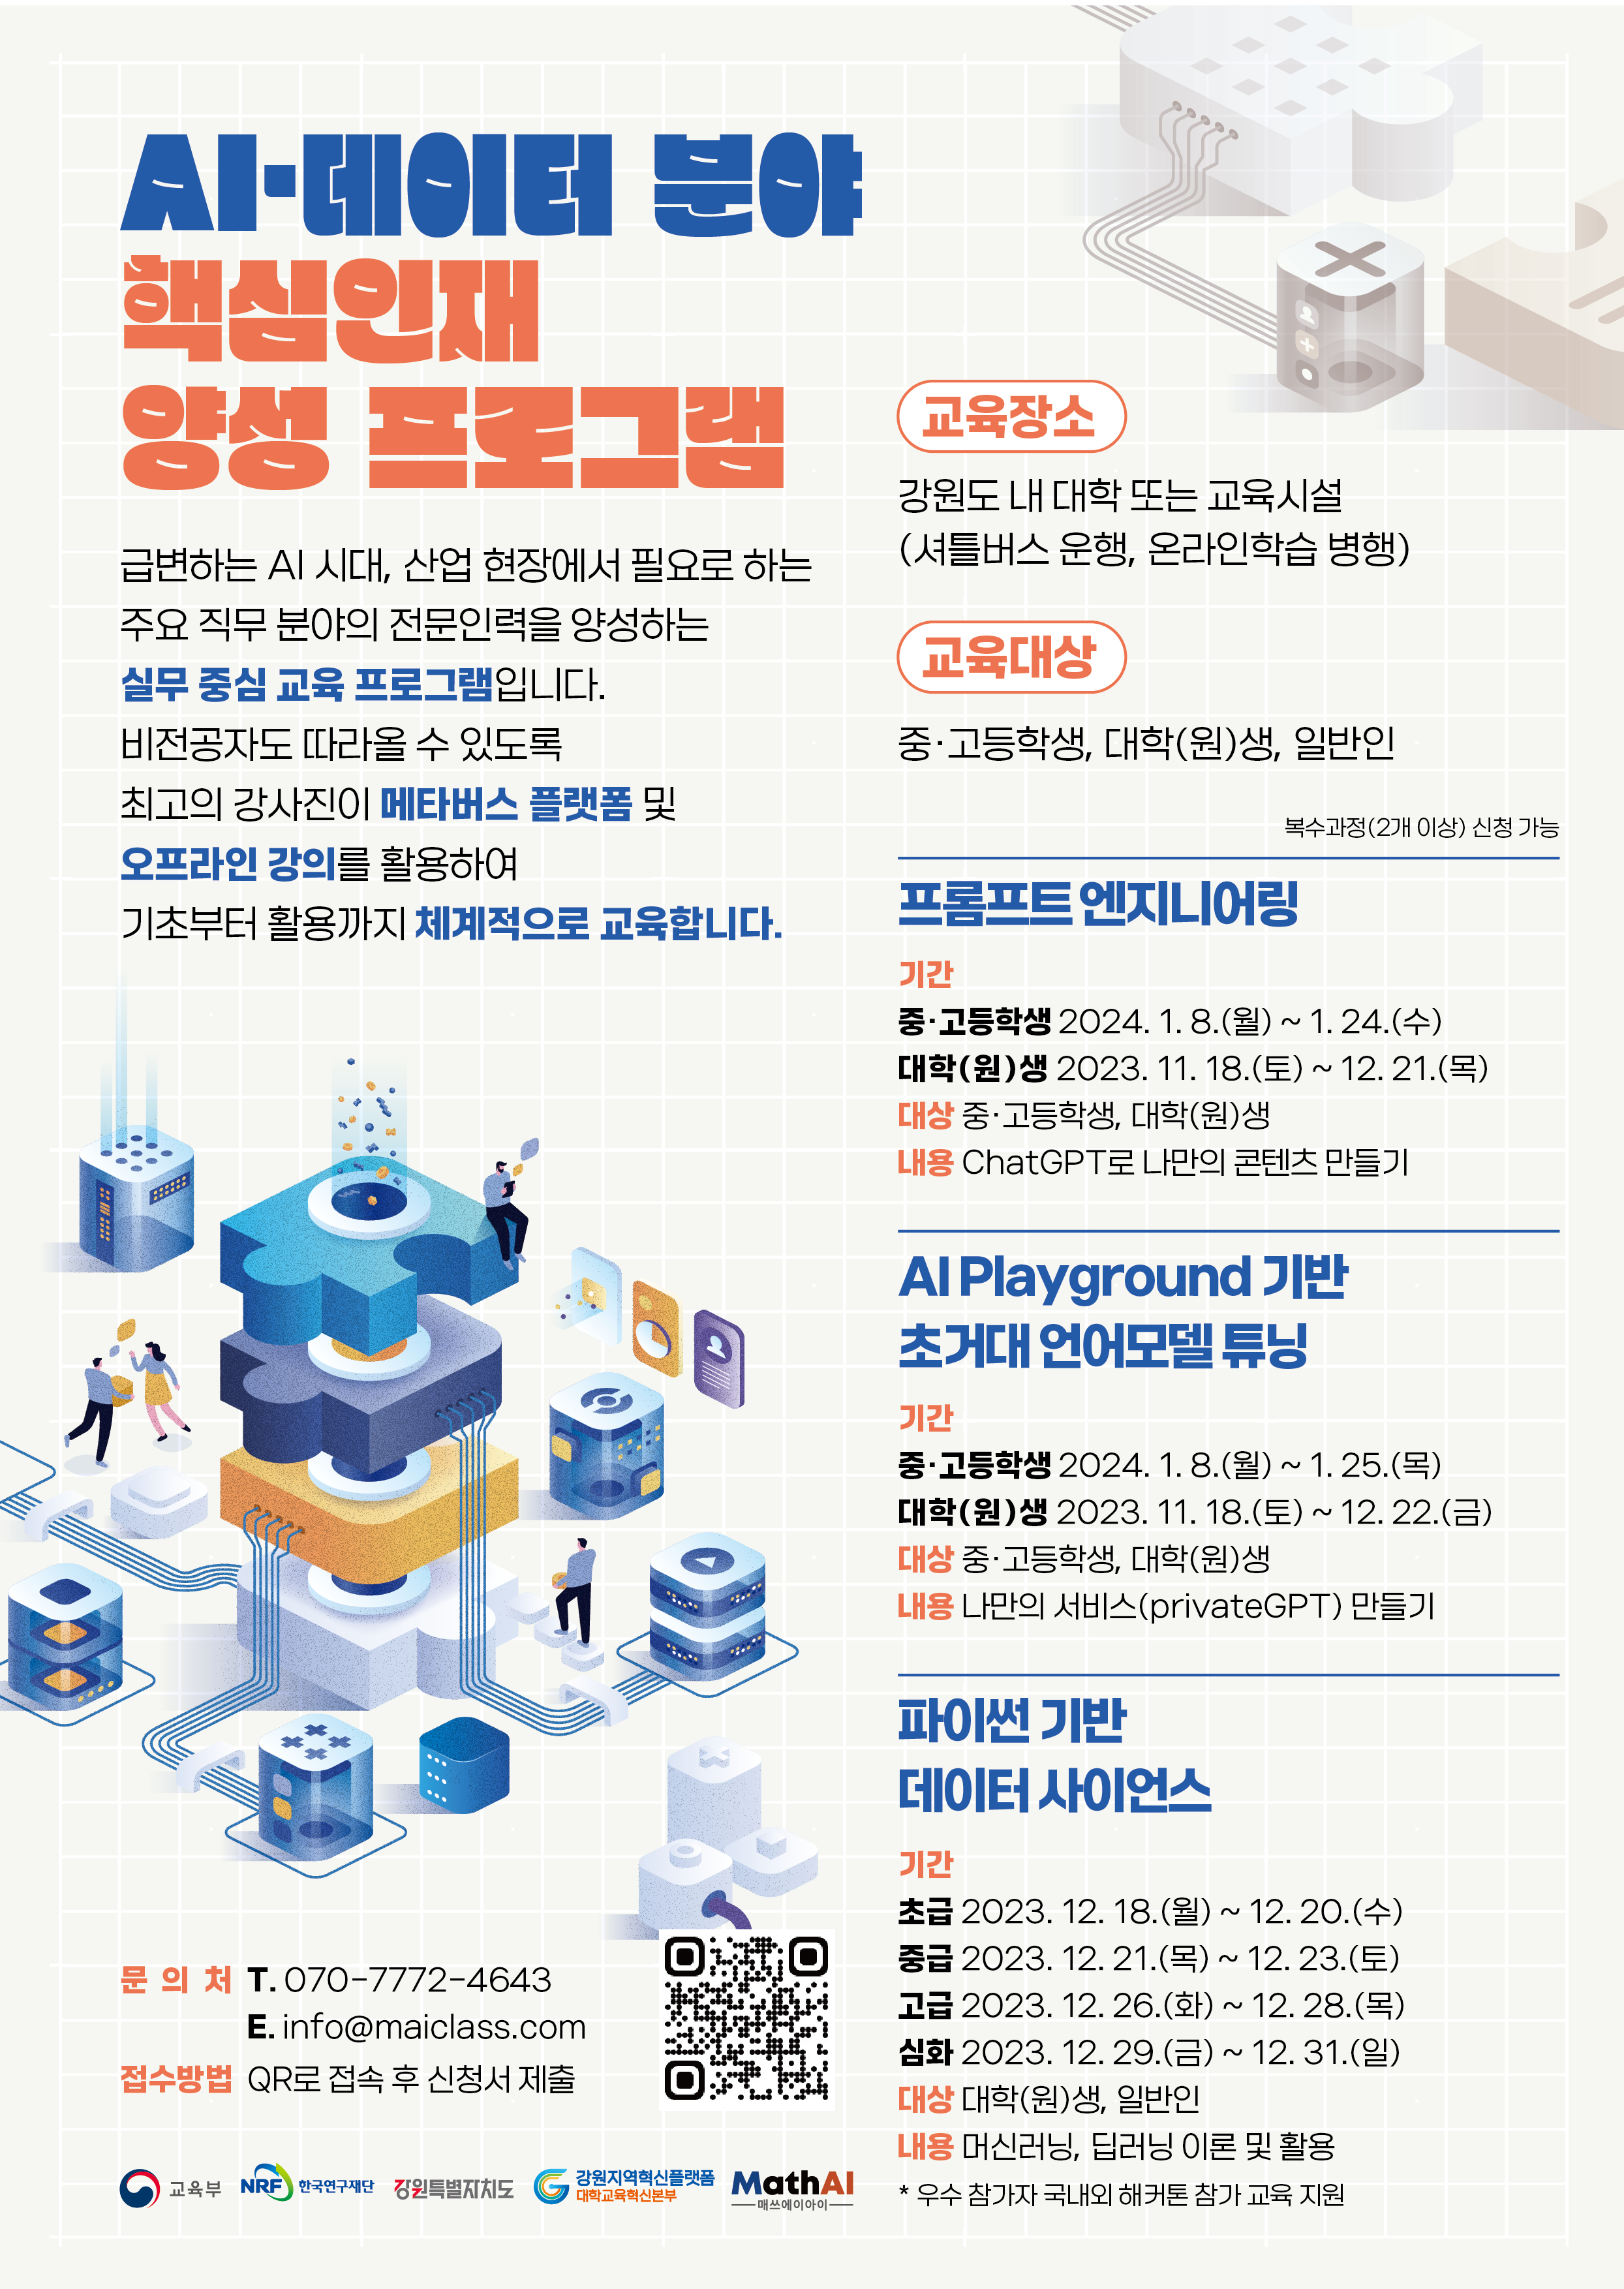 AI·데이터 분야
핵심인재
양성 프로그램
급변하는 AI 시대, 산업 현장에서 필요로 하는
주요 직무 분야의 전문인력을 양성하는
실무 중심 교육 프로그램입니다.
비전공자도 따라올 수 있도록
최고의 강사진이 메타버스 플랫폼 및
오프라인 강의를 활용하여
기초부터 활용까지 체계적으로 교육합니다.
교육장소
강원도 내 대학 또는 교육시설
(셔틀버스 운행, 온라인학습 병행)
교육대상
중·고등학생, 대학(원)생, 일반인
복수과정(2개 이상) 신청 가능
프롬프트 엔지니어링
기간
중·고등학생 2024. 1. 8.(월) ~ 1. 24.(수)
대학(원)생 2023. 11. 18.(토) ~ 12. 21.(목)
대상 중·고등학생, 대학(원)생
내용 ChatGPT로 나만의 콘텐츠 만들기
AI Playground 기반
초거대 언어모델 튜닝
기간
중·고등학생 2024. 1. 8.(월) ~ 1. 25.(목)
대학(원)생 2023. 11. 18.(토) ~ 12. 22.(금)
대상 중·고등학생, 대학(원)생
내용 나만의 서비스(privateGPT) 만들기
파이썬 기반
데이터 사이언스
기간
초급 2023. 12. 18.(월) ~ 12. 20.(수)
중급 2023. 12. 21.(목) ~ 12. 23.(토)
고급 2023. 12. 26.(화) ~ 12. 28.(목)
심화 2023. 12. 29.(금) ~ 12. 31.(일)
대상 대학(원)생, 일반인
내용 머신러닝, 딥러닝 이론 및 활용
* 우수 참가자 국내외 해커톤 참가 교육 지원
문 의 처 T. 070-7772-4643
E. info@maiclass.com
접수방법 QR로 접속 후 신청서 제출
교육부
NRF 한국연구재단
강원특별자치도
강원지역혁신플랫폼
대학교육혁신본부
MathAI
매쓰에이아이